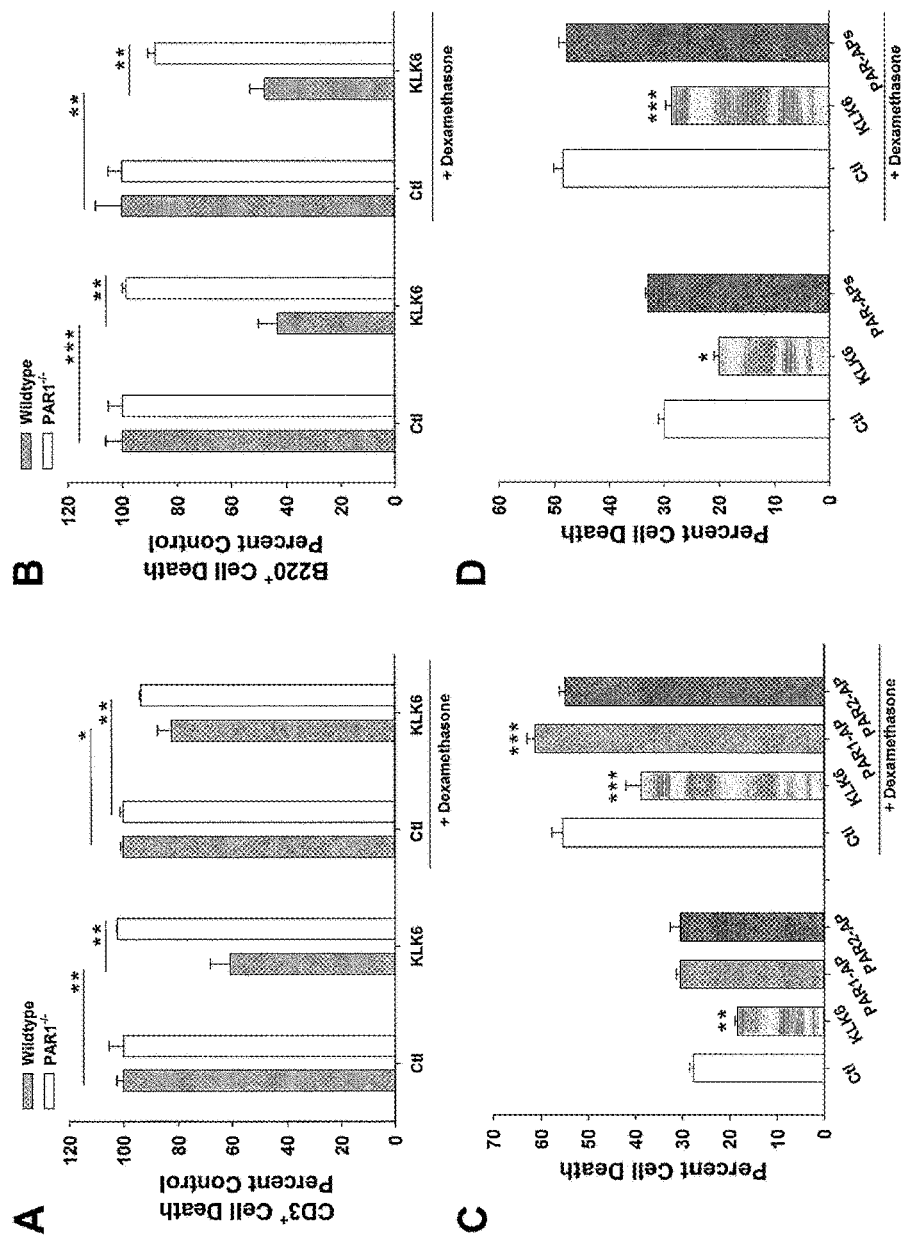 A
Wildtype
PAR1-/-
CD3+ Cell Death
Percent Control
120
100
80
60
40
20
0
**
**
*
**
Ctl
KLK6
Ctl
KLK6
+ Dexamethasone
B
Wildtype
PAR1-/-
B220+ Cell Death
Percent Control
120
100
80
60
40
20
0
***
**
**
**
Ctl
KLK6
Ctl
KLK6
+ Dexamethasone
C
Percent Cell Death
70
60
50
40
30
20
10
0
**
***
***
Ctl
KLK6
PAR1-AP
PAR2-AP
Ctl
KLK6
PAR1-AP
PAR2-AP
+ Dexamethasone
D
Percent Cell Death
60
50
40
30
20
10
0
*
***
Ctl
KLK6
PAR-APs
Ctl
KLK6
PAR-APs
+ Dexamethasone